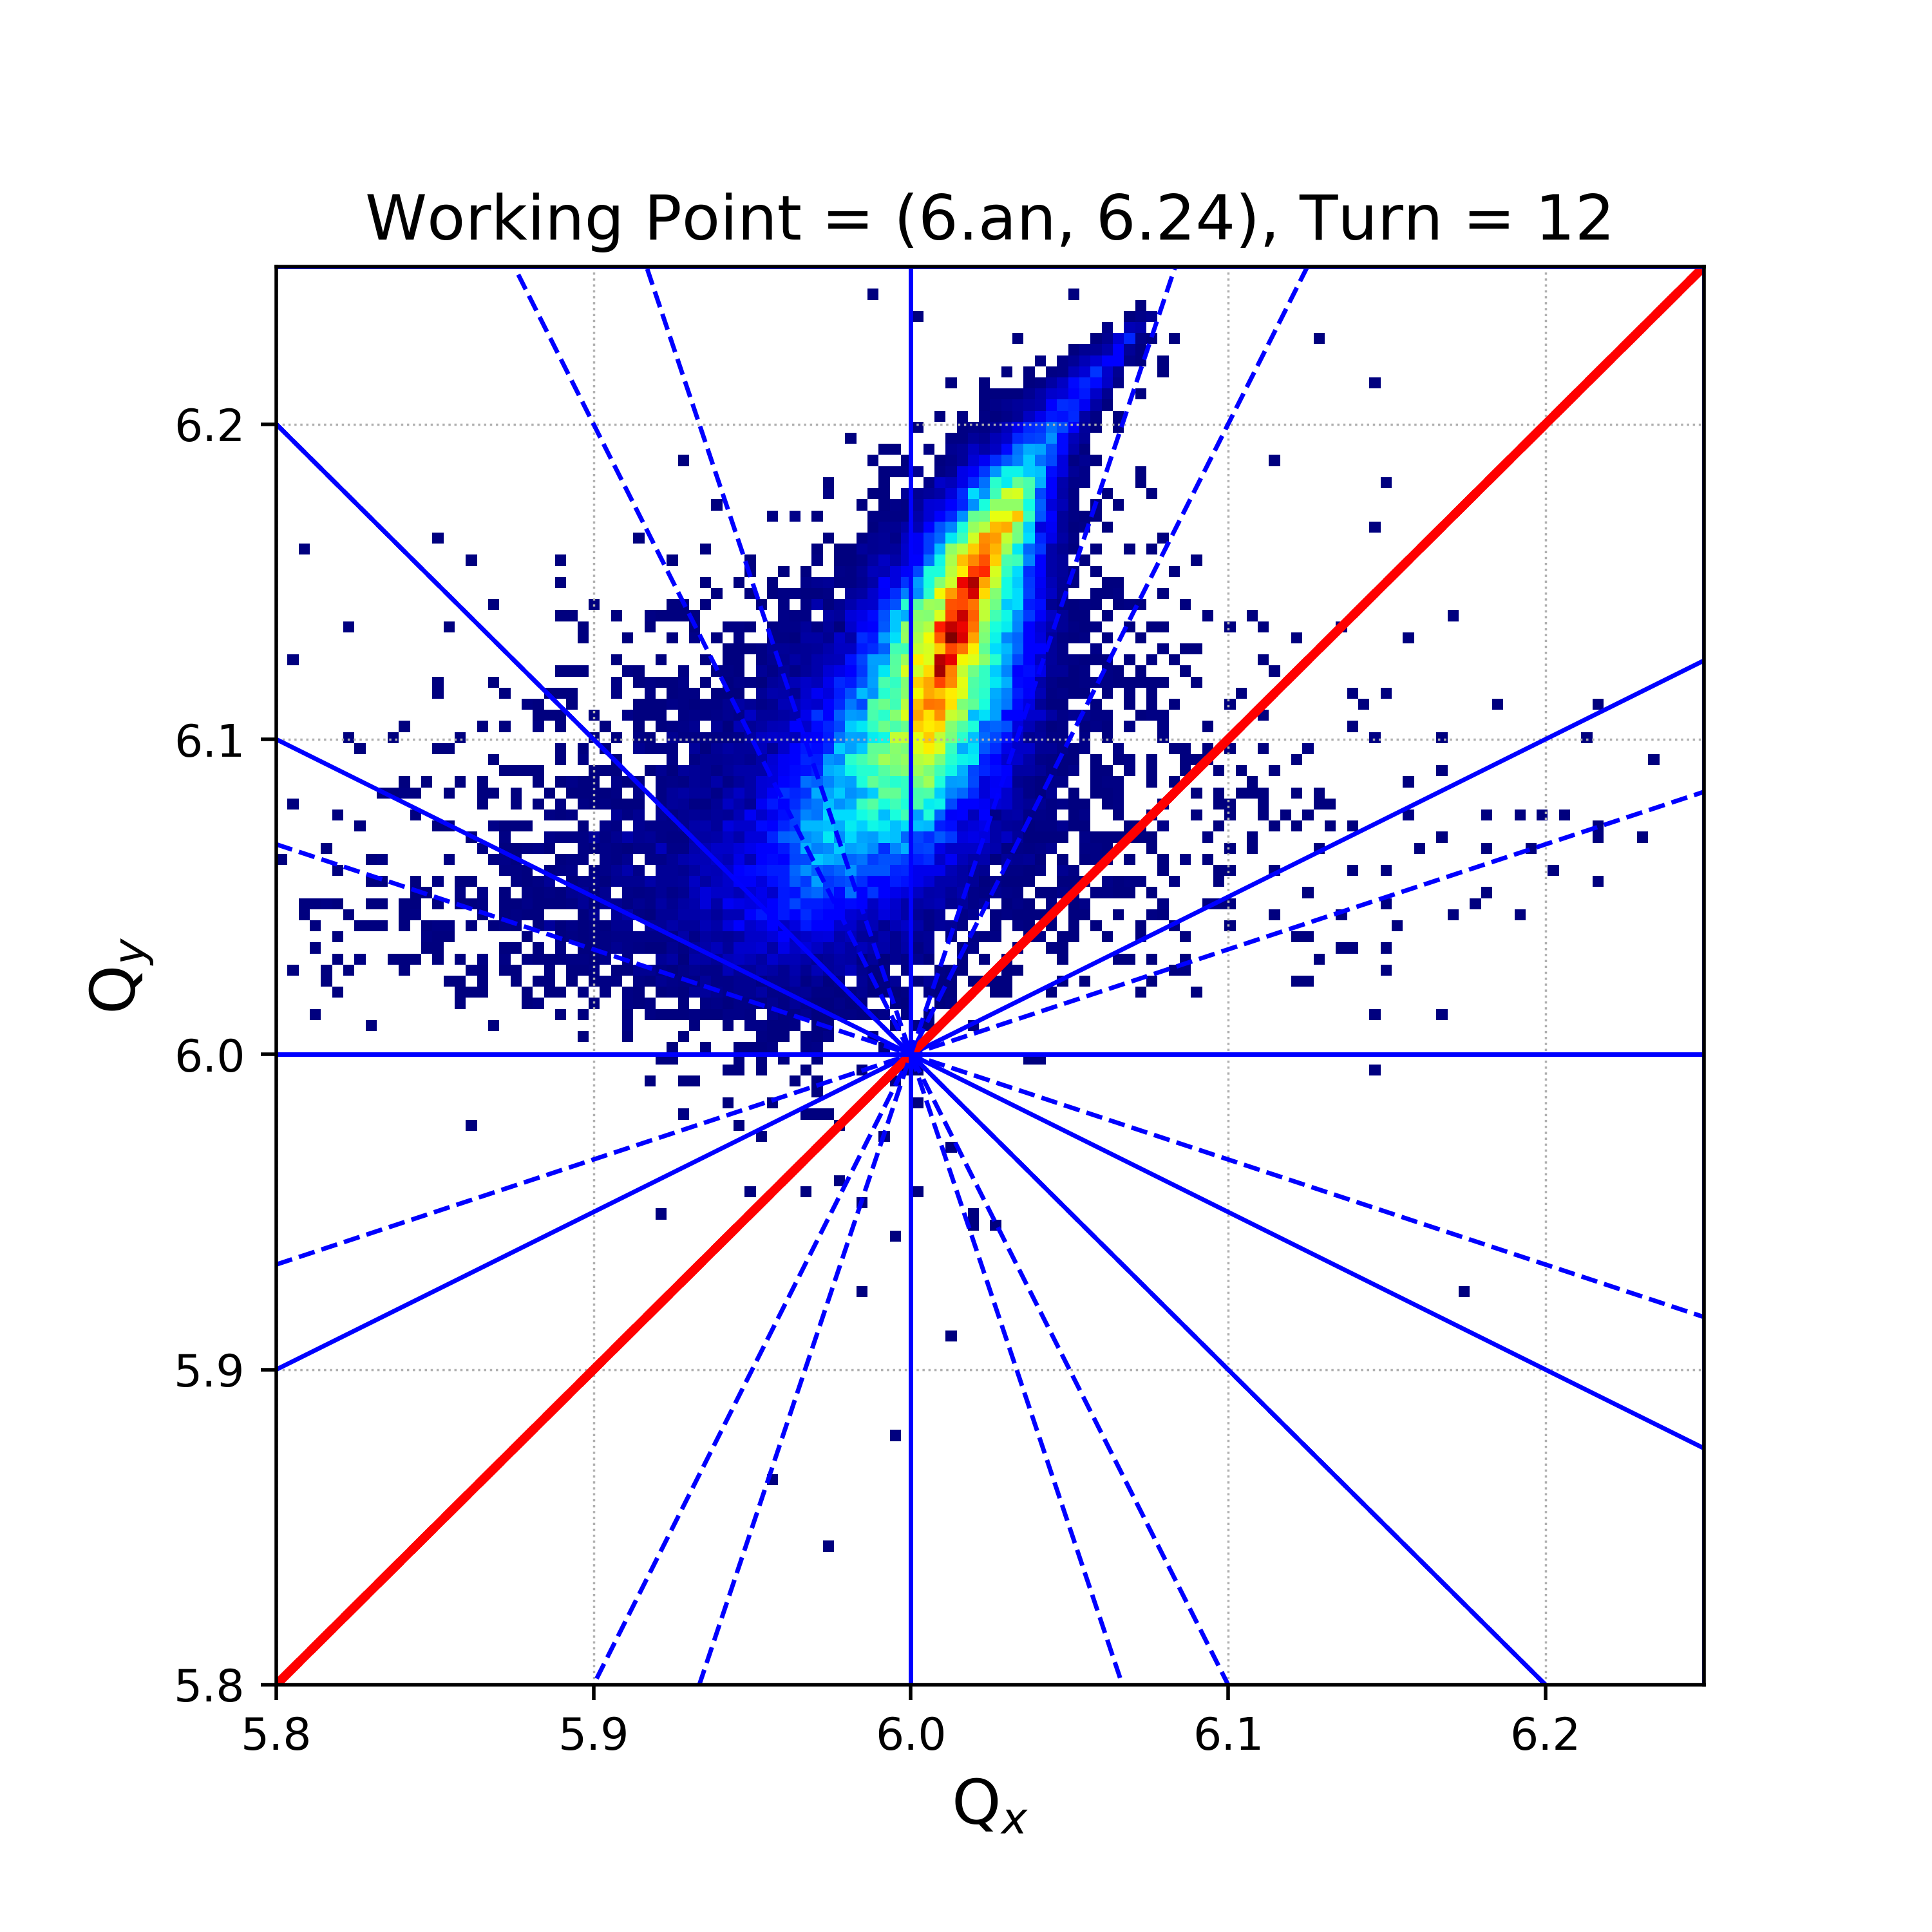 Working Point = (6.an, 6.24), Turn = 12
6.2
6.1
6.0
5.9
5.8
Qy
5.8 5.9 6.0 6.1 6.2
Qx